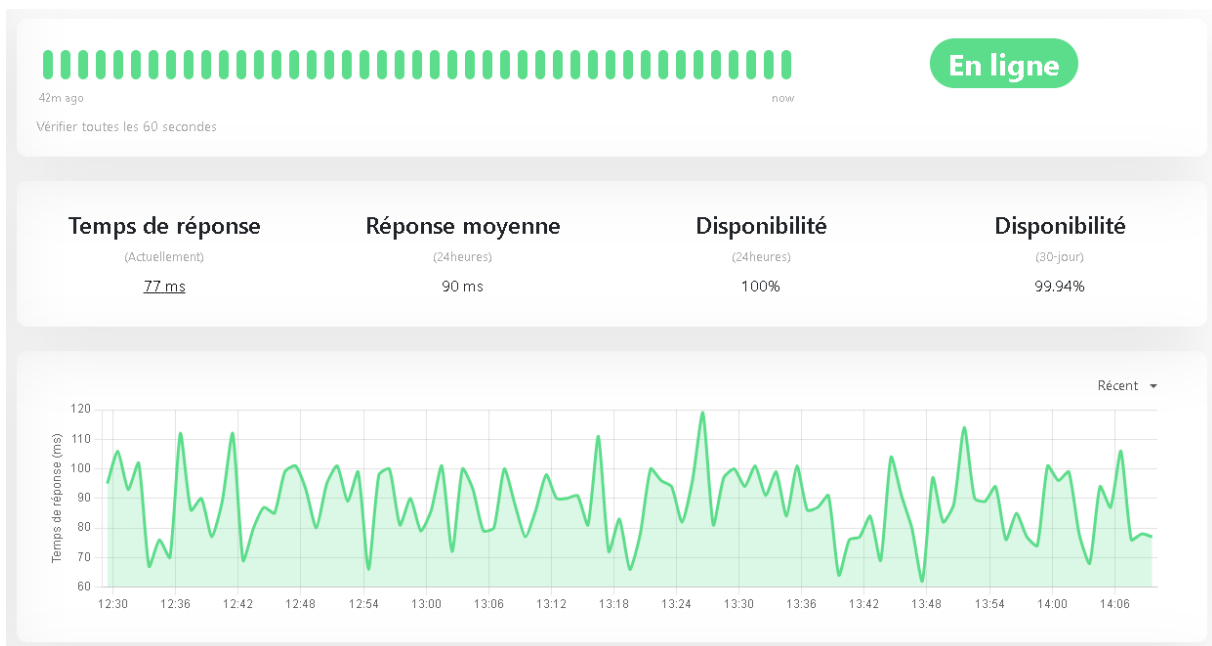 En ligne
42m ago
now
Vérifier toutes les 60 secondes
Temps de réponse
Réponse moyenne
Disponibilité
Disponibilité
(Actuellement)
(24heures)
(24heures)
(30-jour)
77 ms
90 ms
100%
99.94%
Récent
Temps de réponse (ms)
120
110
100
90
80
70
60
12:30
12:36
12:42
12:48
12:54
13:00
13:06
13:12
13:18
13:24
13:30
13:36
13:42
13:48
13:54
14:00
14:06